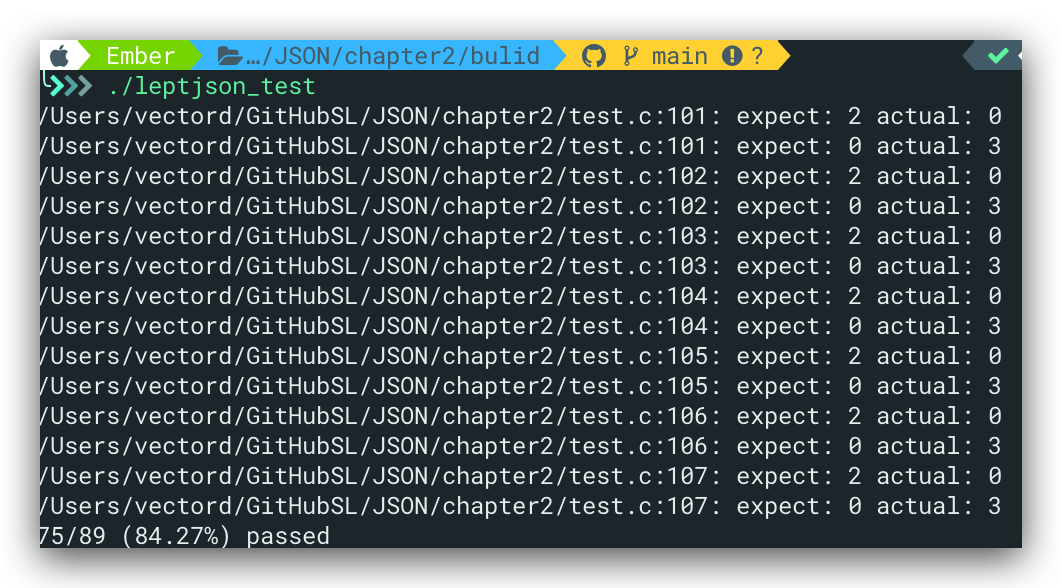 Ember …/JSON/chapter2/bulid main ?
./leptjson_test
/Users/vectord/GitHubSL/JSON/chapter2/test.c:101: expect: 2 actual: 0
/Users/vectord/GitHubSL/JSON/chapter2/test.c:101: expect: 0 actual: 3
/Users/vectord/GitHubSL/JSON/chapter2/test.c:102: expect: 2 actual: 0
/Users/vectord/GitHubSL/JSON/chapter2/test.c:102: expect: 0 actual: 3
/Users/vectord/GitHubSL/JSON/chapter2/test.c:103: expect: 2 actual: 0
/Users/vectord/GitHubSL/JSON/chapter2/test.c:103: expect: 0 actual: 3
/Users/vectord/GitHubSL/JSON/chapter2/test.c:104: expect: 2 actual: 0
/Users/vectord/GitHubSL/JSON/chapter2/test.c:104: expect: 0 actual: 3
/Users/vectord/GitHubSL/JSON/chapter2/test.c:105: expect: 2 actual: 0
/Users/vectord/GitHubSL/JSON/chapter2/test.c:105: expect: 0 actual: 3
/Users/vectord/GitHubSL/JSON/chapter2/test.c:106: expect: 2 actual: 0
/Users/vectord/GitHubSL/JSON/chapter2/test.c:106: expect: 0 actual: 3
/Users/vectord/GitHubSL/JSON/chapter2/test.c:107: expect: 2 actual: 0
/Users/vectord/GitHubSL/JSON/chapter2/test.c:107: expect: 0 actual: 3
75/89 (84.27%) passed